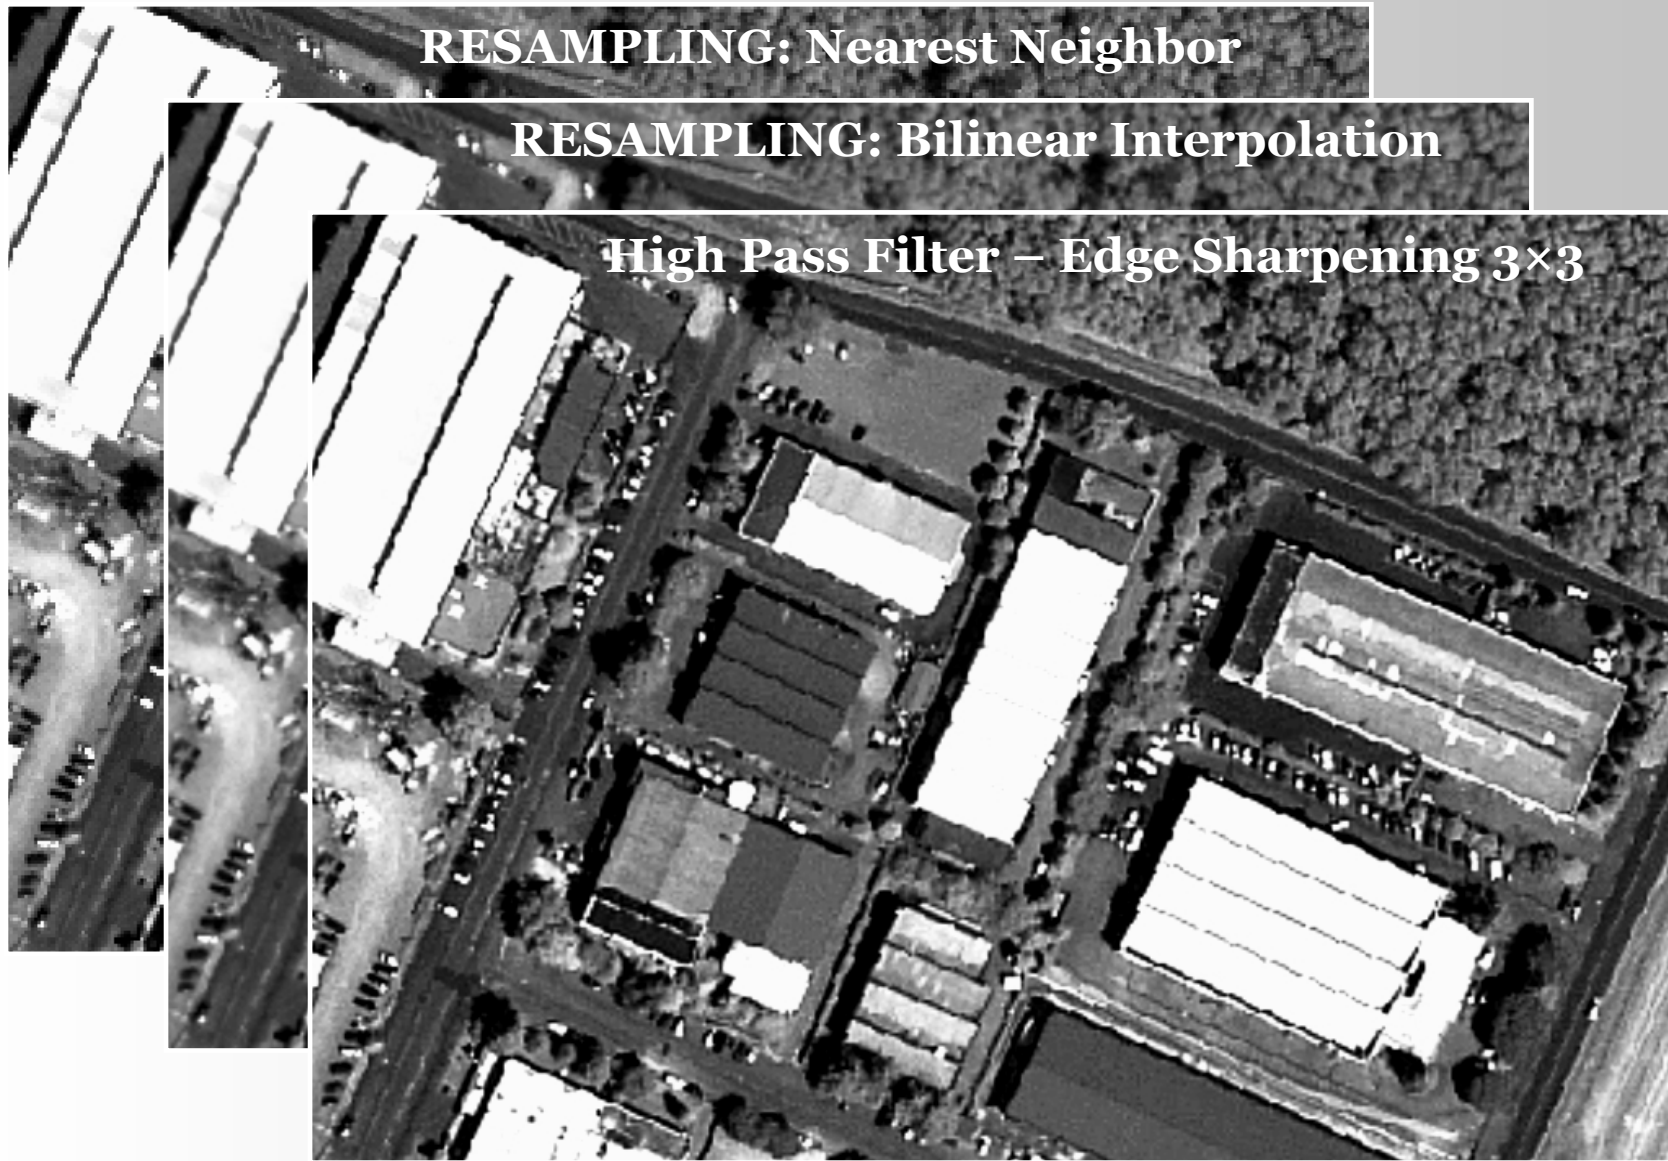 RESAMPLING: Nearest Neighbor
RESAMPLING: Bilinear Interpolation
High Pass Filter – Edge Sharpening 3×3